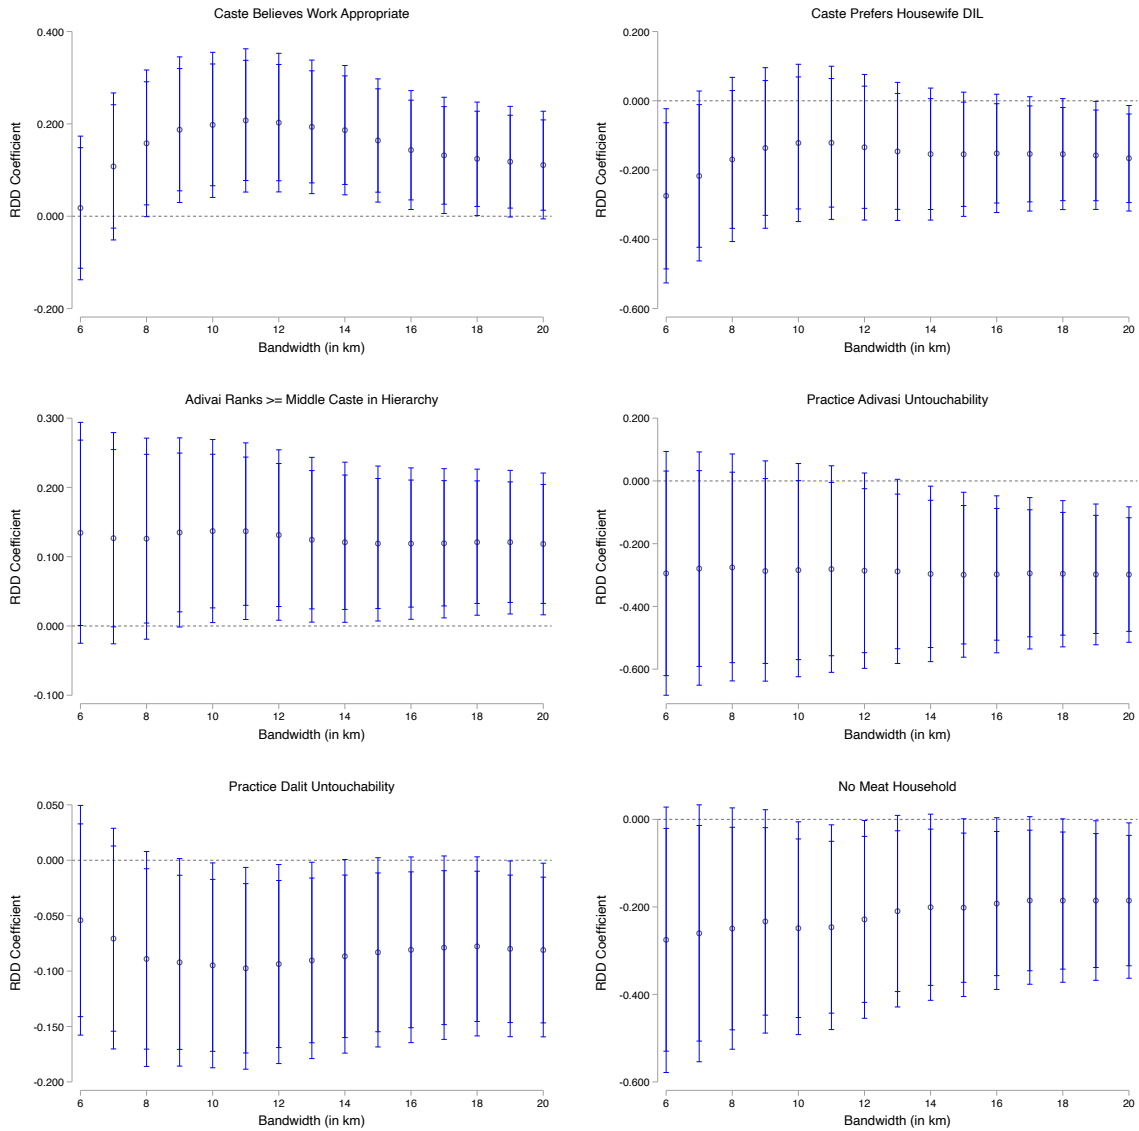 Caste Believes Work Appropriate
0.400
0.200
0.000
-0.200
RDD Coefficient
6 8 10 12 14 16 18 20
Bandwidth (in km)
Caste Prefers Housewife DIL
0.200
0.000
-0.200
-0.400
-0.600
RDD Coefficient
6 8 10 12 14 16 18 20
Bandwidth (in km)
Adivai Ranks >= Middle Caste in Hierarchy
0.300
0.200
0.100
0.000
-0.100
RDD Coefficient
6 8 10 12 14 16 18 20
Bandwidth (in km)
Practice Adivasi Untouchability
0.200
0.000
-0.200
-0.400
-0.600
RDD Coefficient
6 8 10 12 14 16 18 20
Bandwidth (in km)
Practice Dalit Untouchability
0.050
0.000
-0.050
-0.100
-0.150
-0.200
RDD Coefficient
6 8 10 12 14 16 18 20
Bandwidth (in km)
No Meat Household
0.000
-0.200
-0.400
-0.600
RDD Coefficient
6 8 10 12 14 16 18 20
Bandwidth (in km)